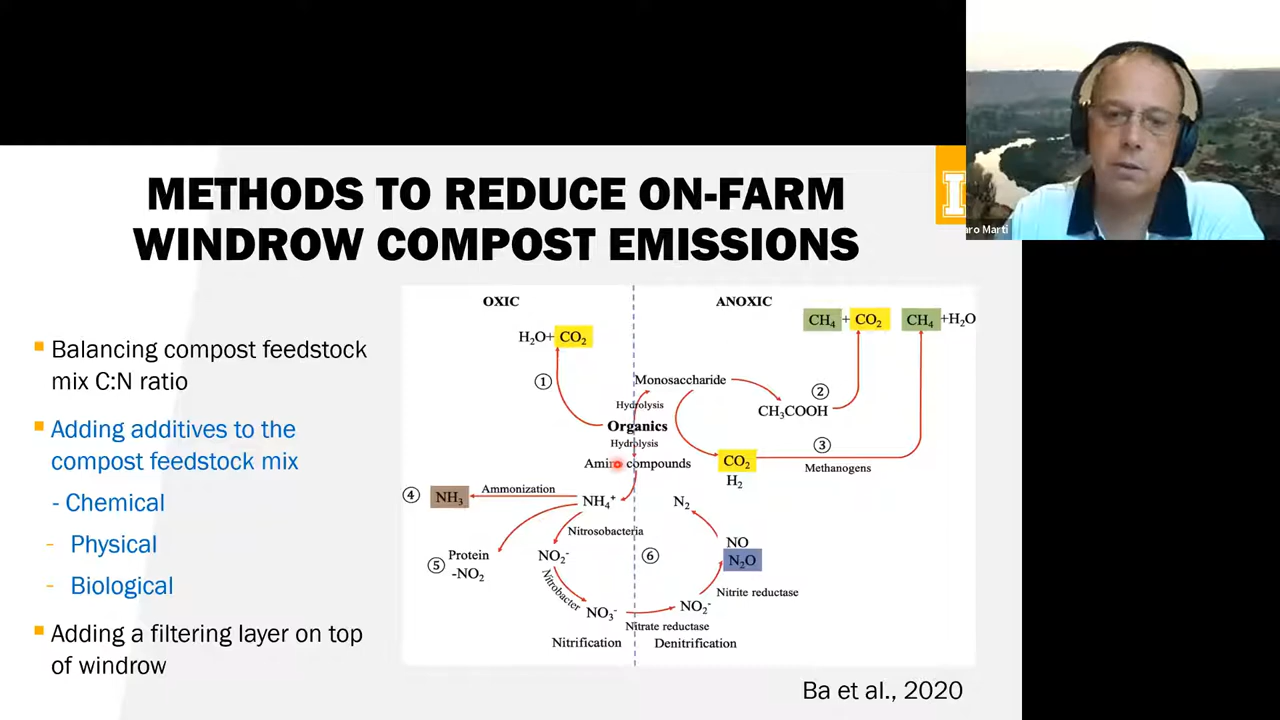 METHODS TO REDUCE ON-FARM
WINDROW COMPOST EMISSIONS
I
aro Marti
▪ Balancing compost feedstock
mix C:N ratio
▪ Adding additives to the
compost feedstock mix
- Chemical
- Physical
- Biological
▪ Adding a filtering layer on top
of windrow
OXIC
ANOXIC
H₂O+ CO₂
CH₄ + CO₂
CH₄ +H₂O
①
Monosaccharide
②
CH₃COOH
Hydrolysis
Organics
Hydrolysis
③
Amino compounds
CO₂
H₂
Methanogens
④ NH₃
Ammonization
NH₄⁺
N₂
Nitrosobacteria
⑤
Protein
-NO₂
NO₂⁻
⑥
NO
N₂O
Nitrobacter
NO₃⁻
NO₂⁻
Nitrite reductase
Nitrate reductase
Nitrification
Denitrification
Ba et al., 2020